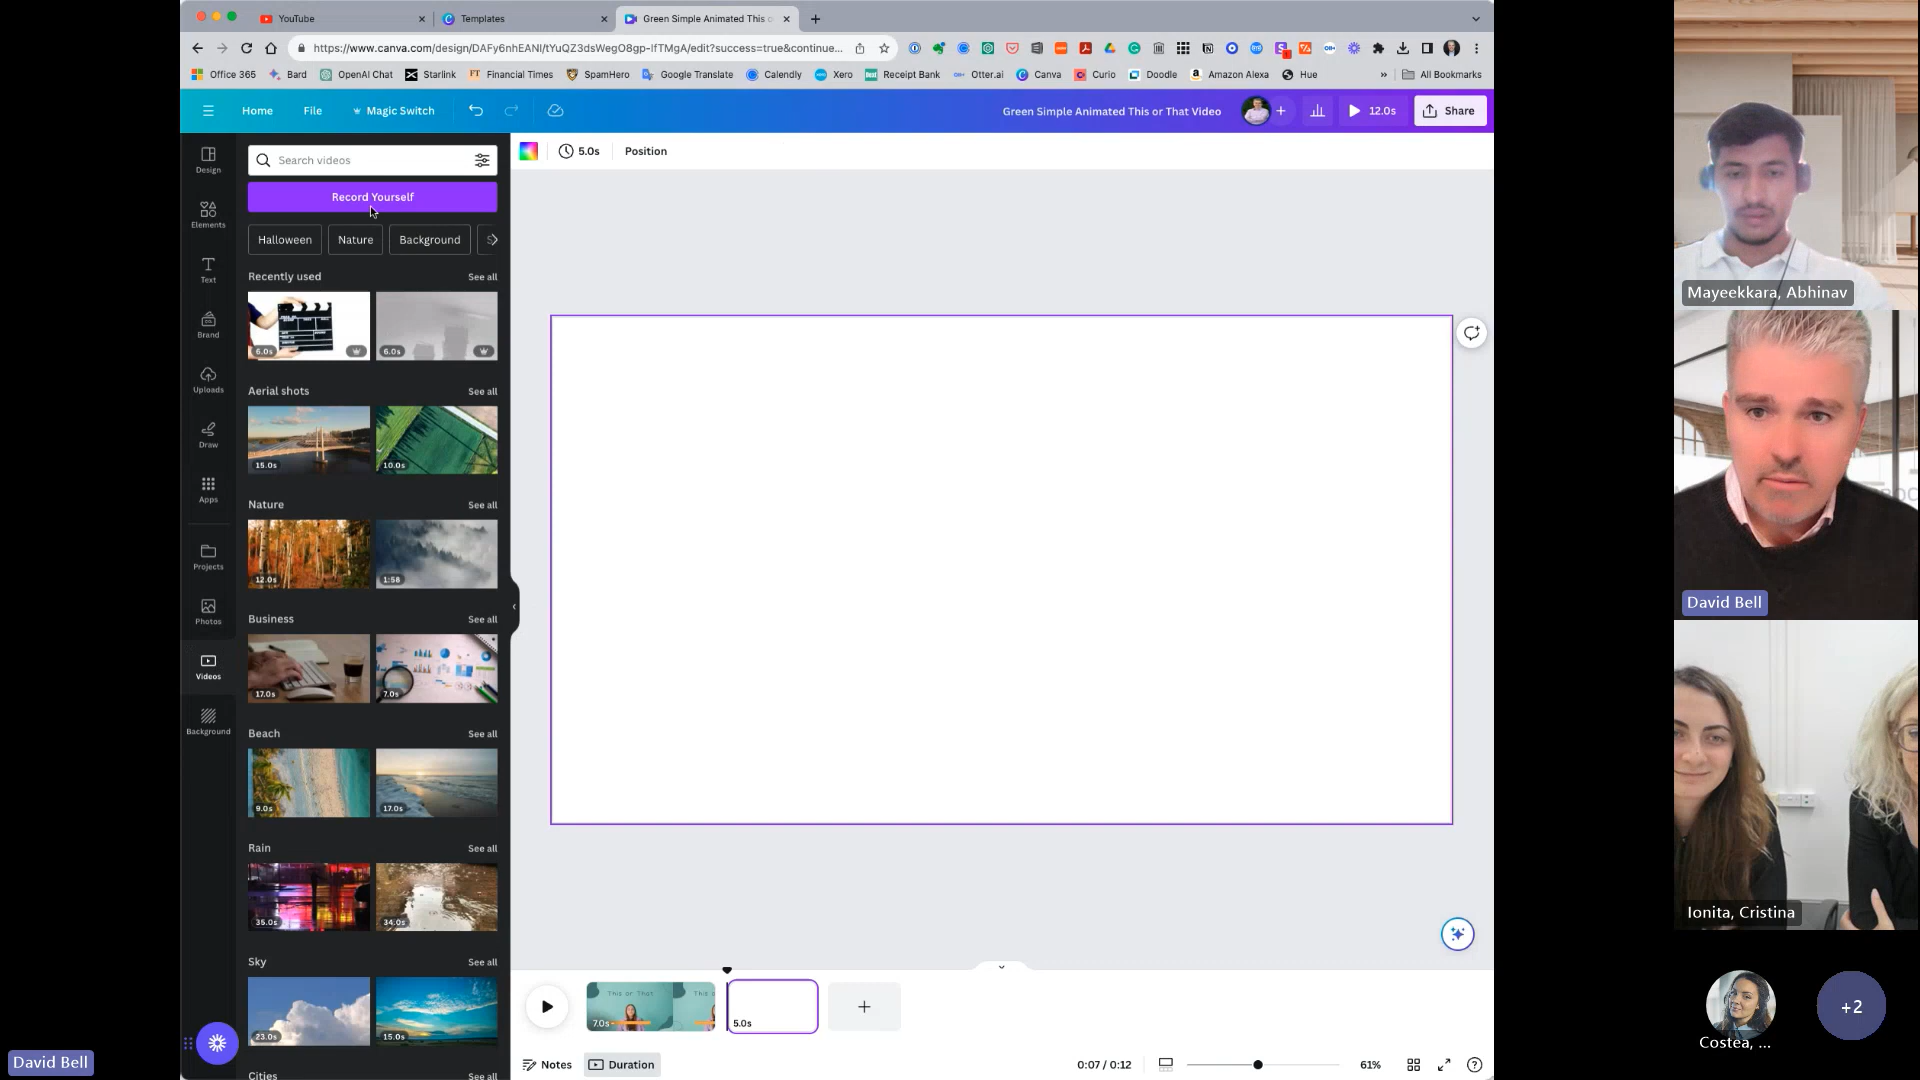 YouTube
Templates
Green Simple Animated This o
https://www.canva.com/design/DAFy6nhEANI/tYuQZ3dsWegO8gp-IfTMgA/edit?success=true&continue...
Office 365
Bard
OpenAI Chat
Starlink
FT Financial Times
SpamHero
Google Translate
Calendly
Xero
Receipt Bank
Otter.ai
Canva
Curio
Doodle
Amazon Alexa
Hue
All Bookmarks
Home
File
Magic Switch
Green Simple Animated This or That Video
12.0s
Share
Design
Elements
Text
Brand
Uploads
Draw
Apps
Projects
Photos
Videos
Background
Search videos
Record Yourself
Halloween
Nature
Background
Recently used
See all
6.0s
6.0s
Aerial shots
See all
15.0s
10.0s
Nature
See all
12.0s
1:58
Business
See all
17.0s
7.0s
Beach
See all
9.0s
17.0s
Rain
See all
35.0s
34.0s
Sky
See all
23.0s
15.0s
Cities
See all
5.0s
Position
This or That
This o
7.0s
5.0s
Notes
Duration
0:07 / 0:12
61%
Mayeekkara, Abhinav
David Bell
Ionita, Cristina
Costea, ...
+2
David Bell